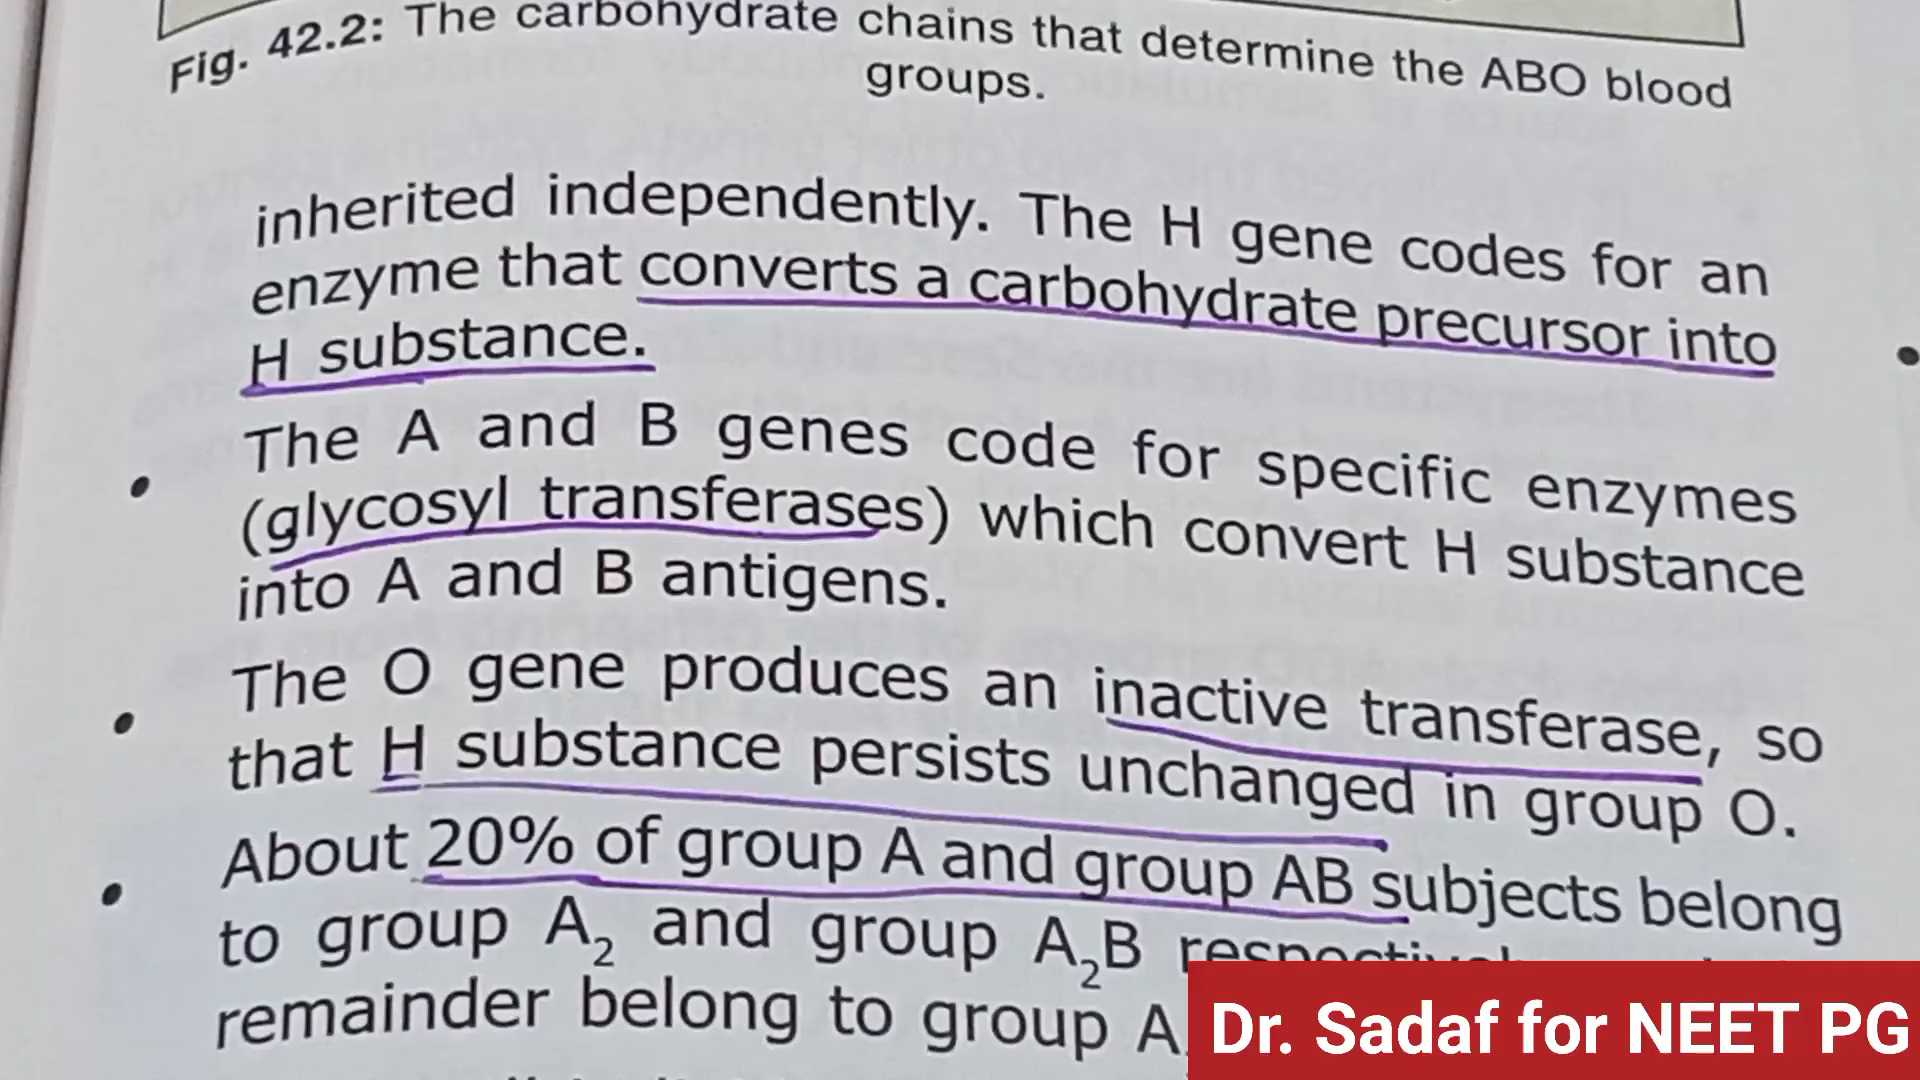 Fig. 42.2: The carbohydrate chains that determine the ABO blood
groups.
inherited independently. The H gene codes for an
enzyme that converts a carbohydrate precursor into
H substance.
• The A and B genes code for specific enzymes
(glycosyl transferases) which convert H substance
into A and B antigens.
• The O gene produces an inactive transferase, so
that H substance persists unchanged in group O.
• About 20% of group A and group AB subjects belong
to group A₂ and group A₂B
remainder belong to group A
Dr. Sadaf for NEET PG